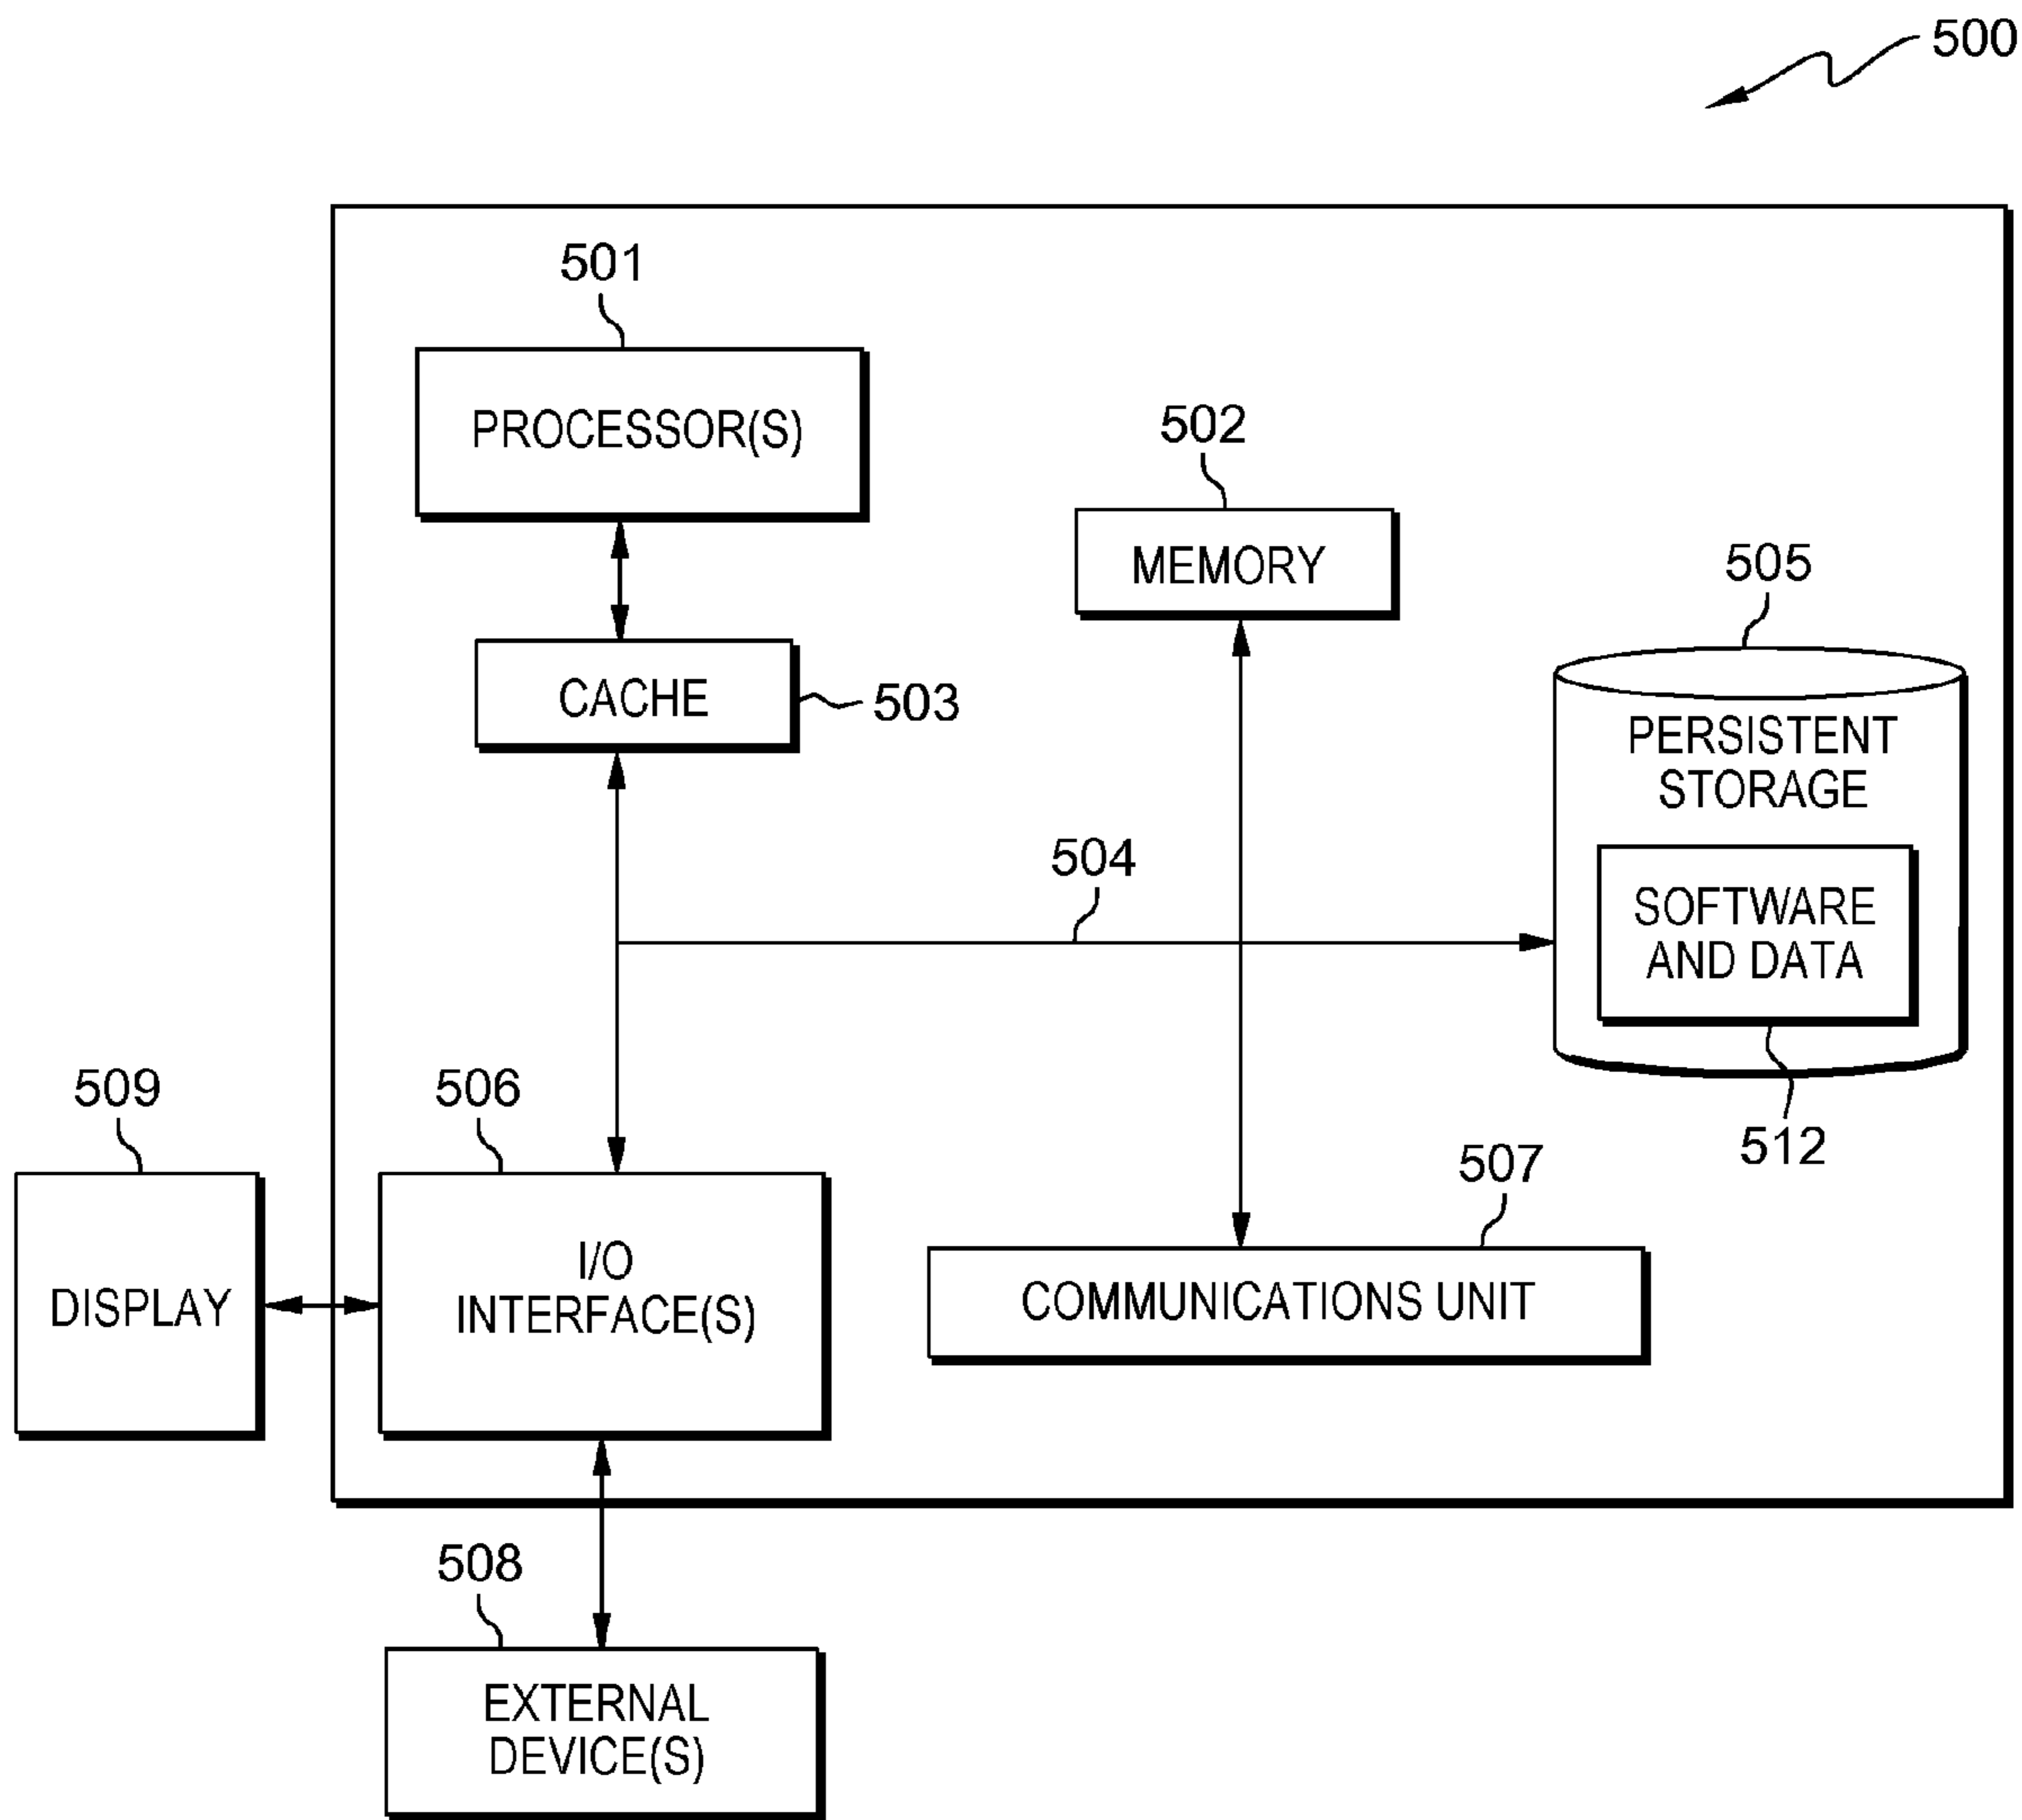 500
501
PROCESSOR(S)
502
MEMORY
505
CACHE
503
PERSISTENT
STORAGE
504
SOFTWARE
AND DATA
509
506
512
507
I/O
INTERFACE(S)
DISPLAY
COMMUNICATIONS UNIT
508
EXTERNAL
DEVICE(S)